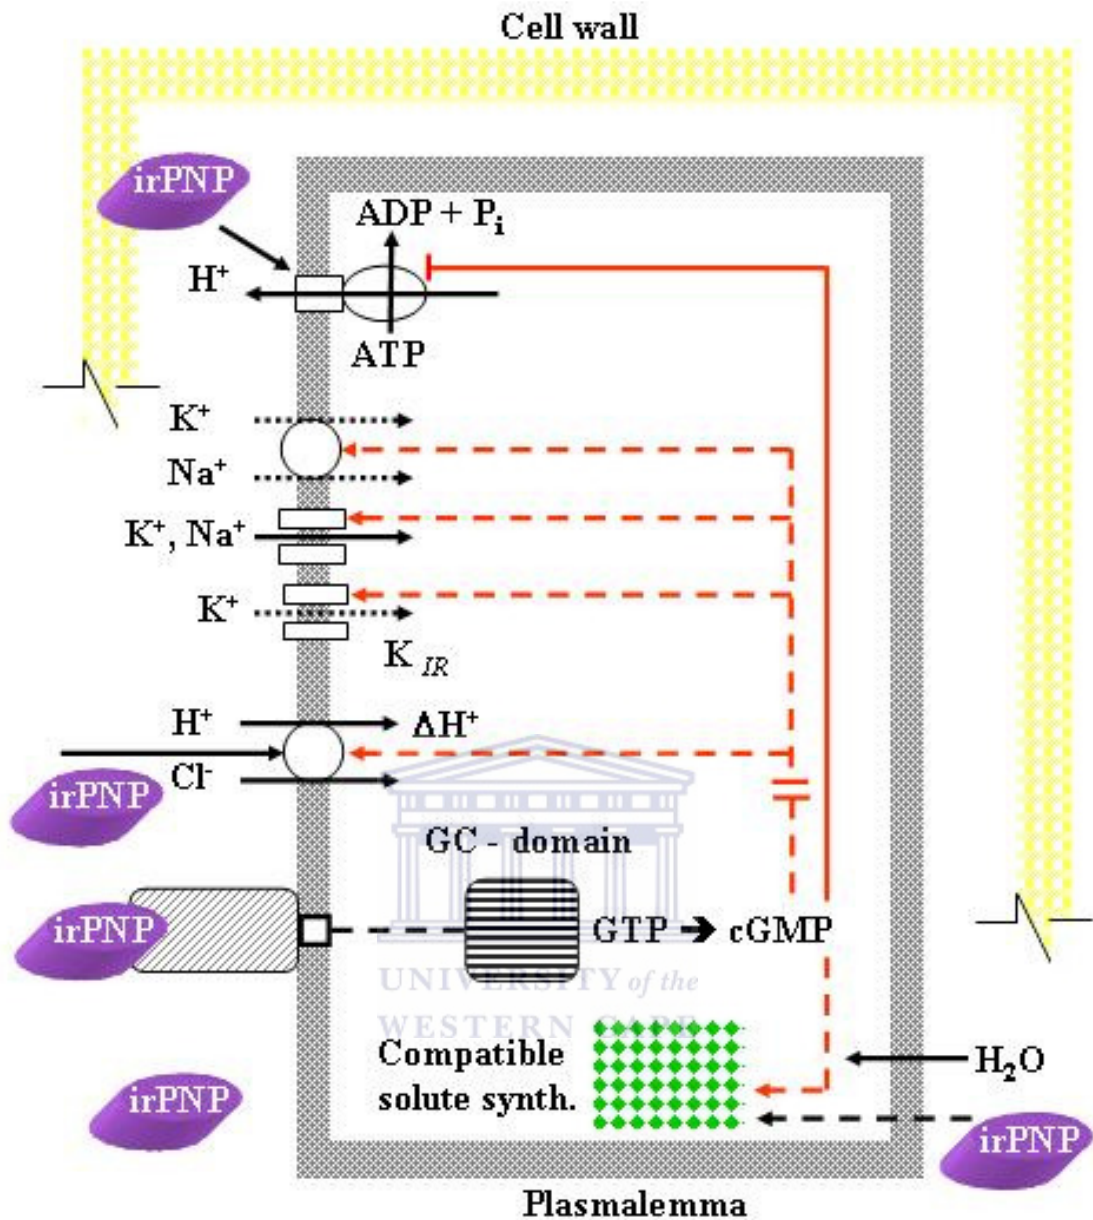 Cell wall
irPNP
ADP + Pᵢ
H⁺
ATP
K⁺
Na⁺
K⁺, Na⁺
K⁺
K IR
H⁺
ΔH⁺
Cl⁻
irPNP
GC - domain
irPNP
GTP ➔ cGMP
UNIVERSITY of the
WESTERN CAPE
Compatible
solute synth.
H₂O
irPNP
irPNP
Plasmalemma